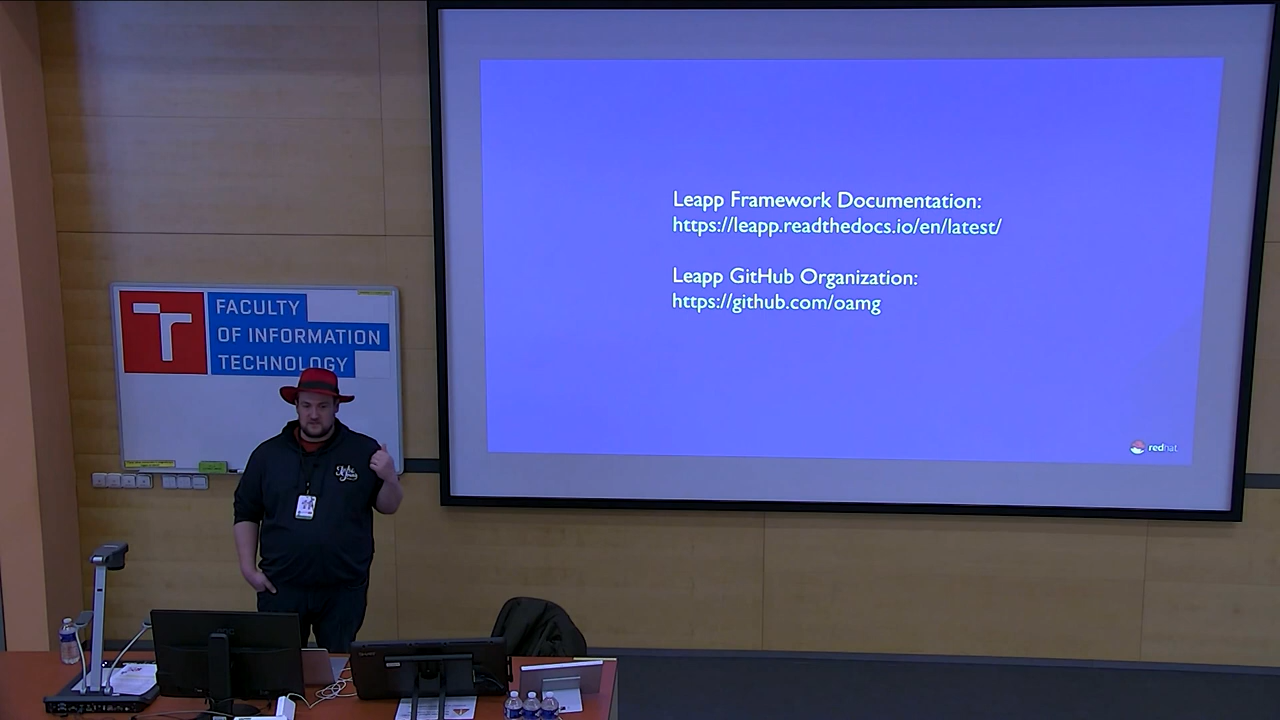 Leapp Framework Documentation:
https://leapp.readthedocs.io/en/latest/
Leapp GitHub Organization:
https://github.com/oamg
redhat
FACULTY
OF INFORMATION
TECHNOLOGY